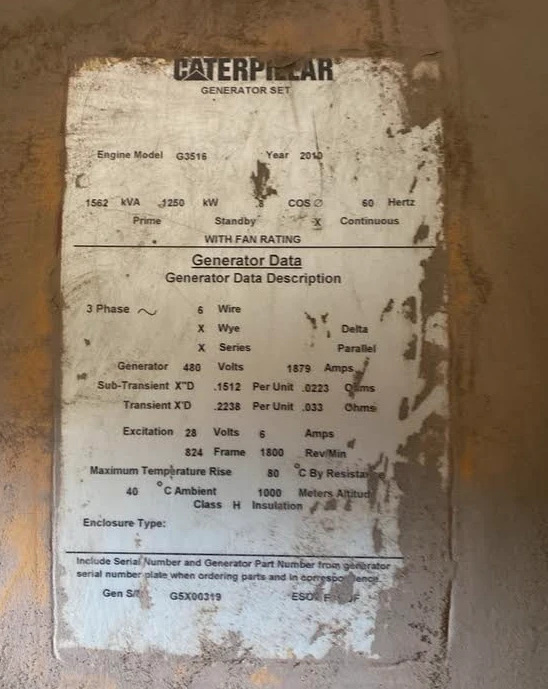 CATERPILLAR
GENERATOR SET
Engine Model G3516 Year 2010
1562 kVA 1250 kW .8 COS ∅ 60 Hertz
Prime Standby X Continuous
WITH FAN RATING
Generator Data
Generator Data Description
3 Phase ~ 6 Wire
X Wye Delta
X Series Parallel
Generator 480 Volts 1879 Amps
Sub-Transient X"D .1512 Per Unit .0223 Ohms
Transient X'D .2238 Per Unit .033 Ohms
Excitation 28 Volts 6 Amps
824 Frame 1800 Rev/Min
Maximum Temperature Rise 80 °C By Resistance
40 °C Ambient 1000 Meters Altitud
Class H Insulation
Enclosure Type:
Include Serial Number and Generator Part Number from generator
serial number plate when ordering parts and in correspondence.
Gen S/N G5X00319